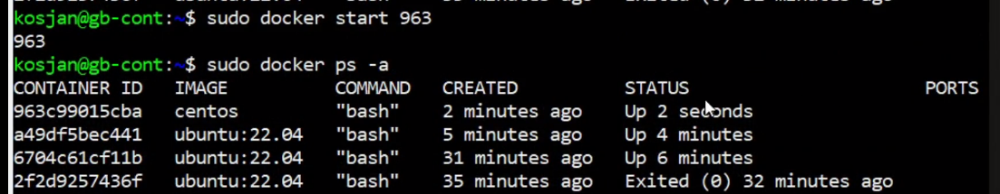 kosjan@gb-cont:~$ sudo docker start 963
963
kosjan@gb-cont:~$ sudo docker ps -a
CONTAINER ID IMAGE COMMAND CREATED STATUS PORTS
963c99015cba centos "bash" 2 minutes ago Up 2 seconds
a49df5bec441 ubuntu:22.04 "bash" 5 minutes ago Up 4 minutes
6704c61cf11b ubuntu:22.04 "bash" 31 minutes ago Up 6 minutes
2f2d9257436f ubuntu:22.04 "bash" 35 minutes ago Exited (0) 32 minutes ago